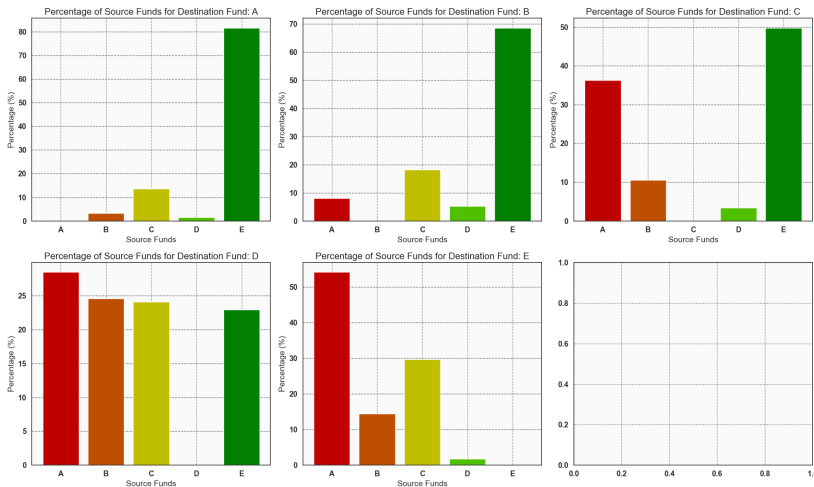 Percentage of Source Funds for Destination Fund: A
80
70
60
50
40
30
20
10
0
Percentage (%)
A B C D E
Source Funds
Percentage of Source Funds for Destination Fund: B
70
60
50
40
30
20
10
0
Percentage (%)
A B C D E
Source Funds
Percentage of Source Funds for Destination Fund: C
50
40
30
20
10
0
Percentage (%)
A B C D E
Source Funds
Percentage of Source Funds for Destination Fund: D
25
20
15
10
5
0
Percentage (%)
A B C D E
Source Funds
Percentage of Source Funds for Destination Fund: E
50
40
30
20
10
0
Percentage (%)
A B C D E
Source Funds
1.0
0.8
0.6
0.4
0.2
0.0
0.0 0.2 0.4 0.6 0.8 1.